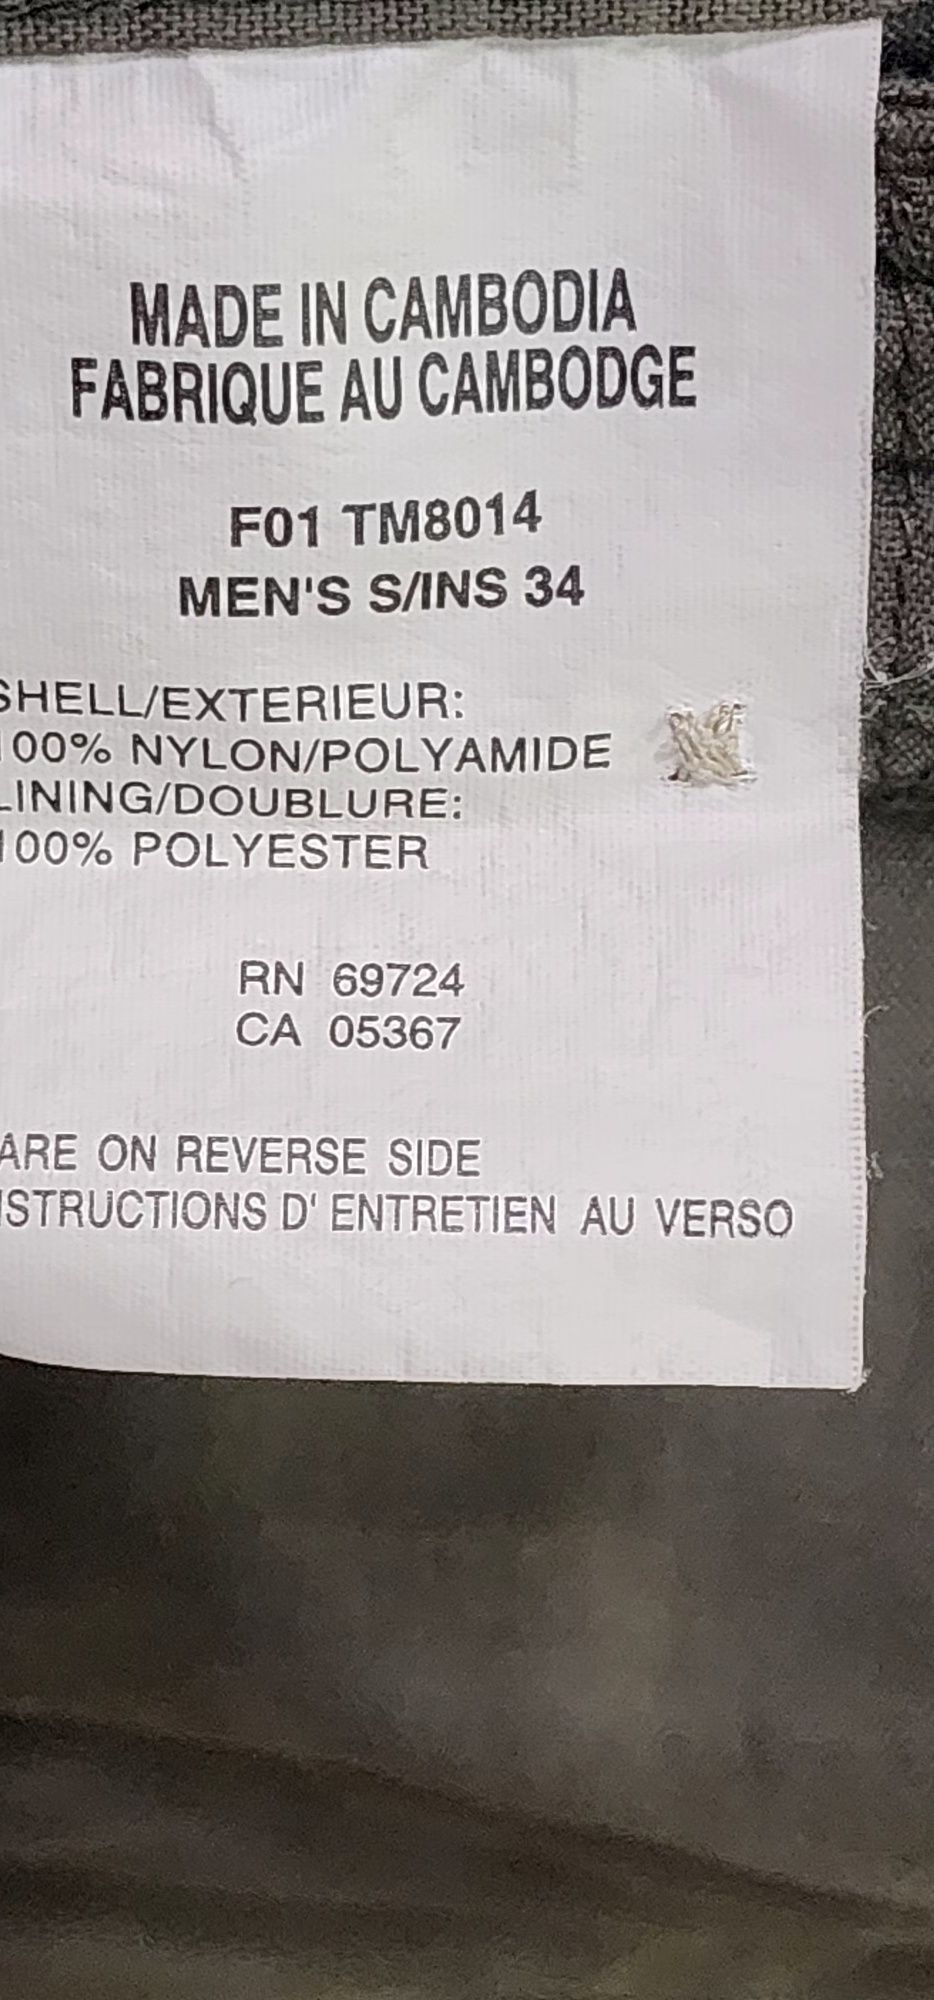 MADE IN CAMBODIA
FABRIQUE AU CAMBODGE
F01 TM8014
MEN'S S/INS 34
SHELL/EXTERIEUR:
100% NYLON/POLYAMIDE
LINING/DOUBLURE:
100% POLYESTER
RN 69724
CA 05367
ARE ON REVERSE SIDE
STRUCTIONS D' ENTRETIEN AU VERSO